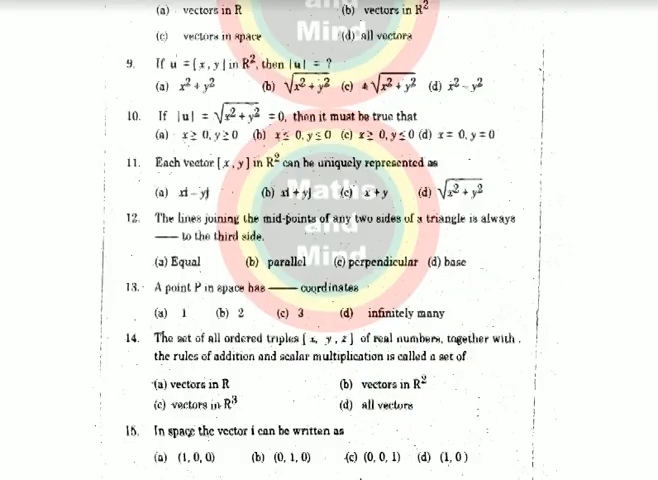 and
(a) vectors in R (b) vectors in R²
Mind
(c) vectors in space (d) all vectors
9. If u = [x, y] in R², then |u| = ?
(a) x² + y² (b) √x² + y² (c) ±√x² + y² (d) x² – y²
10. If |u| = √x² + y² = 0, then it must be true that
(a) x ≥ 0, y ≥ 0 (b) x ≤ 0, y ≤ 0 (c) x ≥ 0, y ≤ 0 (d) x = 0, y = 0
11. Each vector [x, y] in R² can be uniquely represented as
Maths
(a) xi – yj (b) xi + yj (c) x + y (d) √x² + y²
12. The lines joining the mid-points of any two sides of a triangle is always
and
—— to the third side.
Mind
(a) Equal (b) parallel (c) perpendicular (d) base
13. A point P in space has —— coordinates
(a) 1 (b) 2 (c) 3 (d) infinitely many
14. The set of all ordered triples [x, y, z] of real numbers, together with
the rules of addition and scalar multiplication is called a set of
(a) vectors in R (b) vectors in R²
(c) vectors in R³ (d) all vectors
15. In space the vector i can be written as
(a) (1, 0, 0) (b) (0, 1, 0) (c) (0, 0, 1) (d) (1, 0)